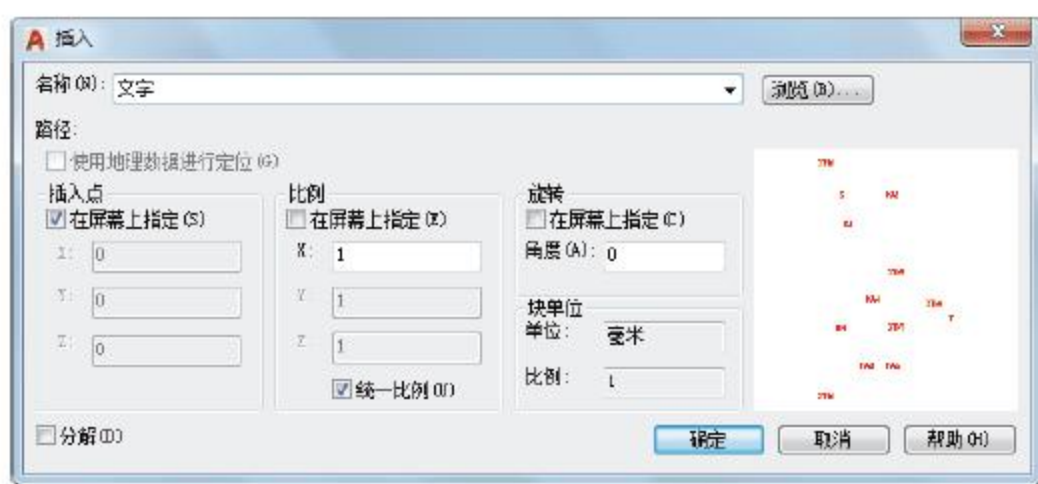 A 插入
名称(N): 文字 浏览(B)...
路径:
使用地理数据进行定位(G)
插入点
在屏幕上指定(S)
X: 0
Y: 0
Z: 0
比例
在屏幕上指定(E)
X: 1
Y: 1
Z: 1
统一比例(U)
旋转
在屏幕上指定(C)
角度(A): 0
块单位
单位: 毫米
比例: 1
分解(D)
确定 取消 帮助(H)